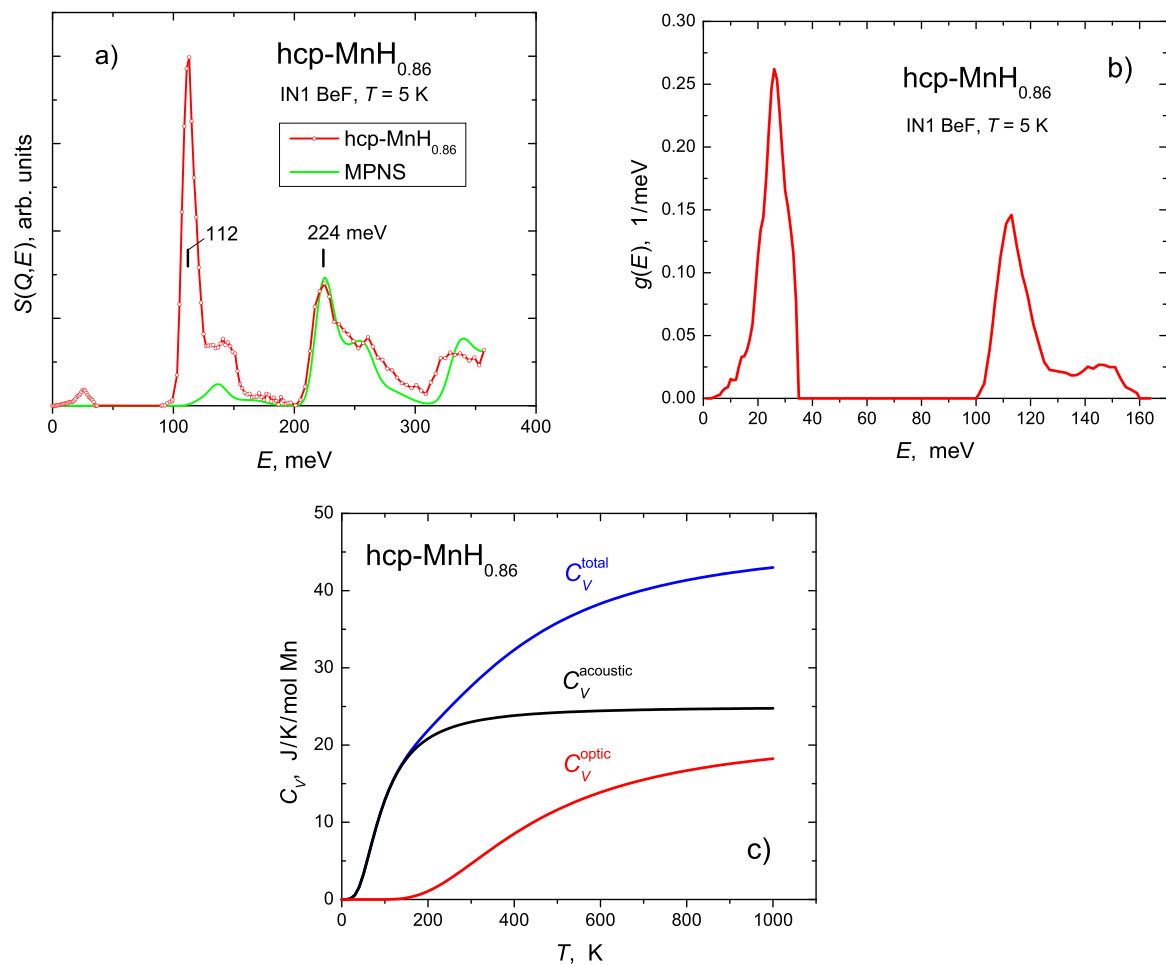 a)
hcp-MnH0.86
IN1 BeF, T = 5 K
hcp-MnH0.86
MPNS
112
224 meV
S(Q,E), arb. units
0 100 200 300 400
E, meV
b)
hcp-MnH0.86
IN1 BeF, T = 5 K
0.30
0.25
0.20
0.15
0.10
0.05
0.00
g(E), 1/meV
0 20 40 60 80 100 120 140 160
E, meV
hcp-MnH0.86
CVtotal
CVacoustic
CVoptic
c)
50
40
30
20
10
0
CV, J/K/mol Mn
0 200 400 600 800 1000
T, K